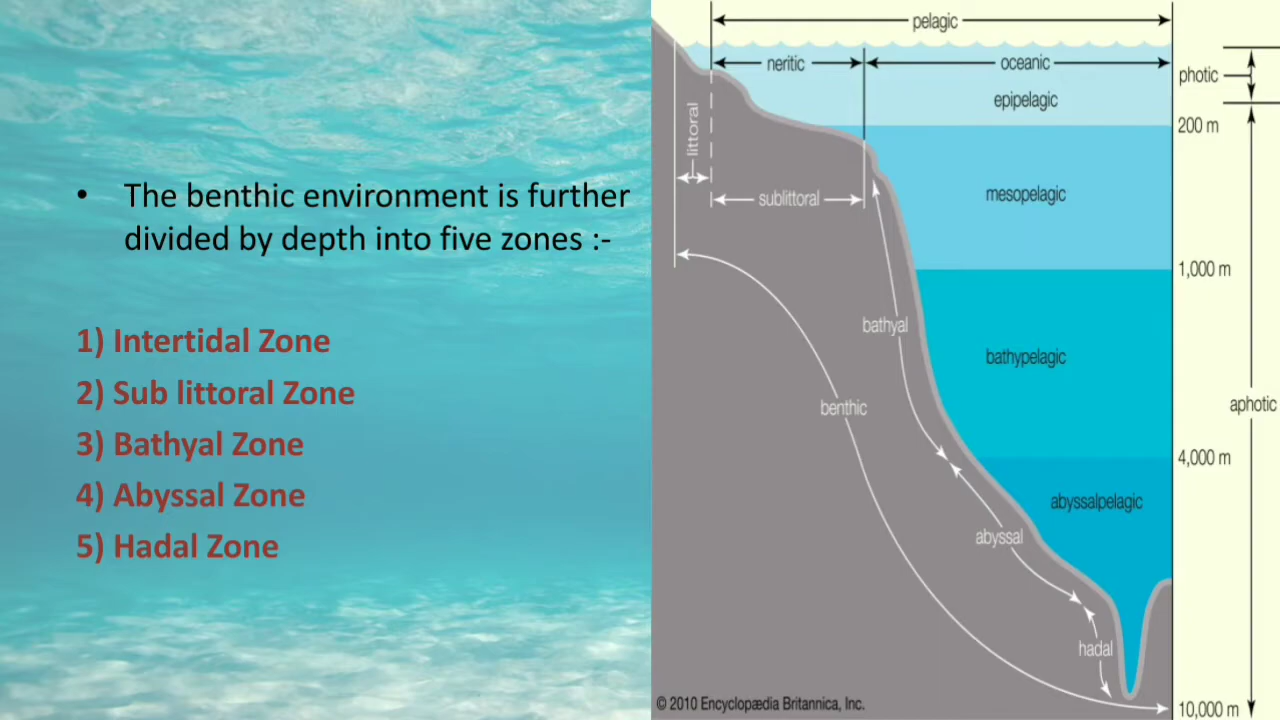 • The benthic environment is further
divided by depth into five zones :-
1) Intertidal Zone
2) Sub littoral Zone
3) Bathyal Zone
4) Abyssal Zone
5) Hadal Zone
pelagic
neritic
oceanic
photic
epipelagic
200 m
littoral
sublittoral
mesopelagic
1,000 m
bathyal
bathypelagic
benthic
aphotic
4,000 m
abyssalpelagic
abyssal
hadal
© 2010 Encyclopædia Britannica, Inc.
10,000 m